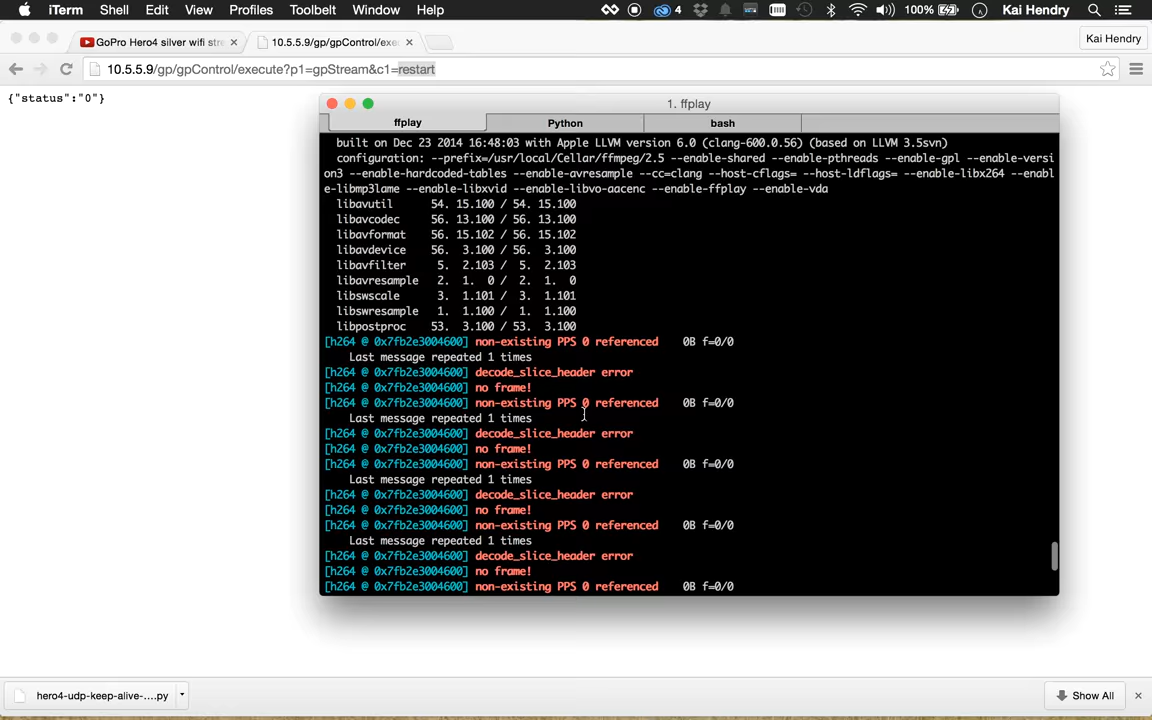 iTerm Shell Edit View Profiles Toolbelt Window Help 4 100% Kai Hendry
GoPro Hero4 silver wifi stre 10.5.5.9/gp/gpControl/exe Kai Hendry
10.5.5.9/gp/gpControl/execute?p1=gpStream&c1=restart
{"status":"0"}
1. ffplay
ffplay Python bash
built on Dec 23 2014 16:48:03 with Apple LLVM version 6.0 (clang-600.0.56) (based on LLVM 3.5svn)
configuration: --prefix=/usr/local/Cellar/ffmpeg/2.5 --enable-shared --enable-pthreads --enable-gpl --enable-versi
on3 --enable-hardcoded-tables --enable-avresample --cc=clang --host-cflags= --host-ldflags= --enable-libx264 --enabl
e-libmp3lame --enable-libxvid --enable-libvo-aacenc --enable-ffplay --enable-vda
libavutil 54. 15.100 / 54. 15.100
libavcodec 56. 13.100 / 56. 13.100
libavformat 56. 15.102 / 56. 15.102
libavdevice 56. 3.100 / 56. 3.100
libavfilter 5. 2.103 / 5. 2.103
libavresample 2. 1. 0 / 2. 1. 0
libswscale 3. 1.101 / 3. 1.101
libswresample 1. 1.100 / 1. 1.100
libpostproc 53. 3.100 / 53. 3.100
[h264 @ 0x7fb2e3004600] non-existing PPS 0 referenced 0B f=0/0
Last message repeated 1 times
[h264 @ 0x7fb2e3004600] decode_slice_header error
[h264 @ 0x7fb2e3004600] no frame!
[h264 @ 0x7fb2e3004600] non-existing PPS 0 referenced 0B f=0/0
Last message repeated 1 times
[h264 @ 0x7fb2e3004600] decode_slice_header error
[h264 @ 0x7fb2e3004600] no frame!
[h264 @ 0x7fb2e3004600] non-existing PPS 0 referenced 0B f=0/0
Last message repeated 1 times
[h264 @ 0x7fb2e3004600] decode_slice_header error
[h264 @ 0x7fb2e3004600] no frame!
[h264 @ 0x7fb2e3004600] non-existing PPS 0 referenced 0B f=0/0
Last message repeated 1 times
[h264 @ 0x7fb2e3004600] decode_slice_header error
[h264 @ 0x7fb2e3004600] no frame!
[h264 @ 0x7fb2e3004600] non-existing PPS 0 referenced 0B f=0/0
hero4-udp-keep-alive-....py Show All